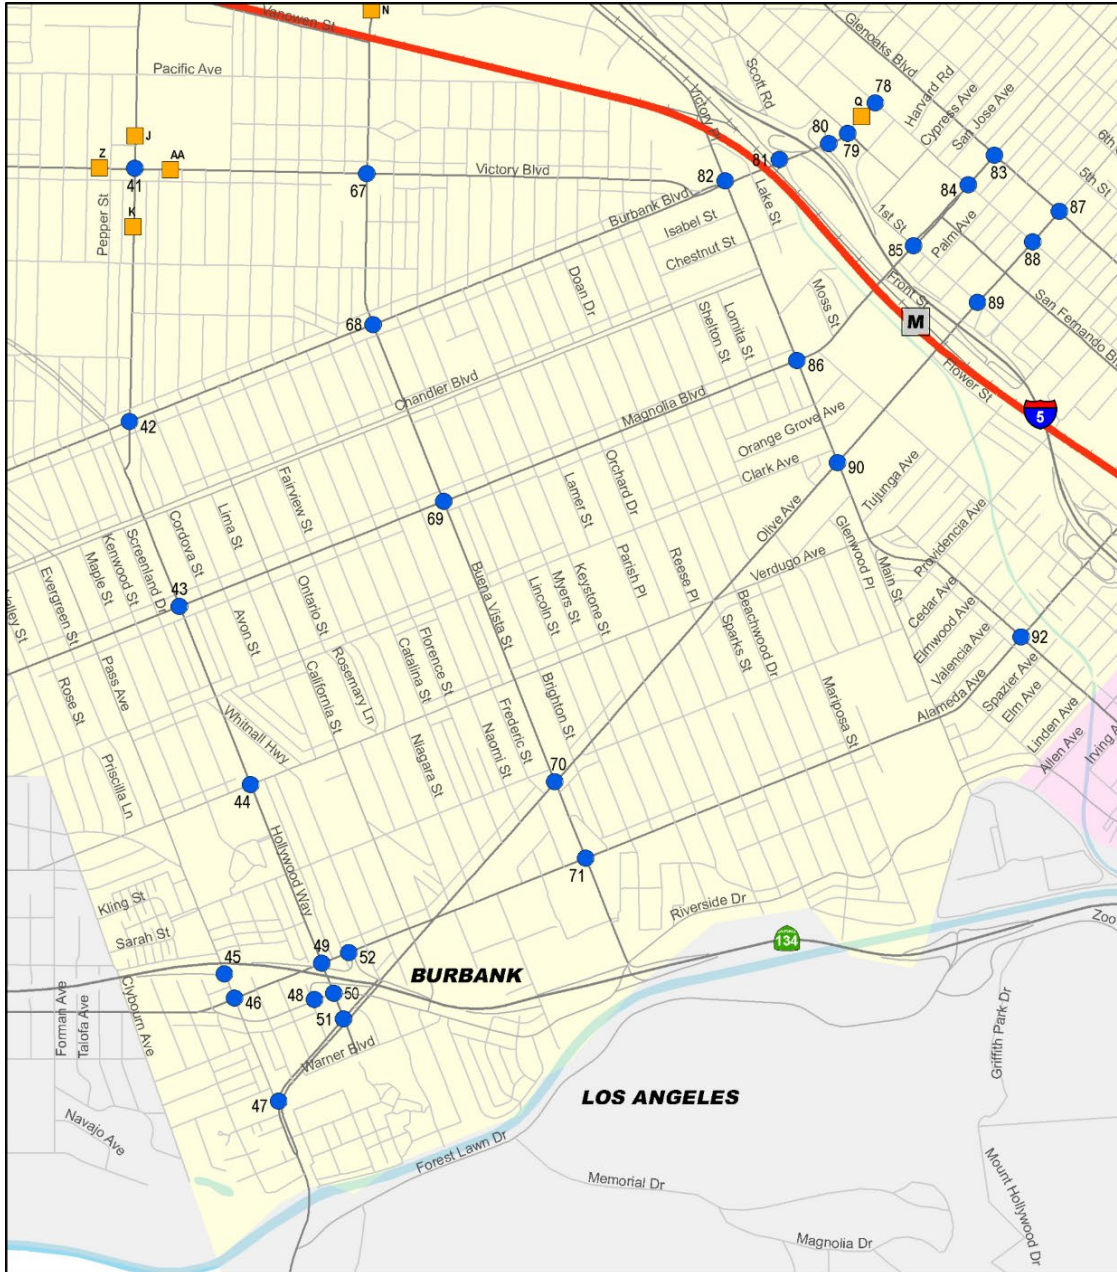 N
Vanowen St
Pacific Ave
Scott Rd
Glenoaks Blvd
Victory Pl
78
Harvard Rd
Cypress Ave
San Jose Ave
6th
Q
J
80
79
Z
AA
41
67
Victory Blvd
82
81
Lake St
84
83
5th St
87
K
Pepper St
Burbank Blvd
Isabel St
Chestnut St
1st St
85
Palm Ave
88
Doan Dr
Front St
89
San Fernando Bl
68
Moss St
M
Shelton St
Lomita St
86
Flower St
Chandler Blvd
Magnolia Blvd
42
5
Orange Grove Ave
Clark Ave
90
Fairview St
69
Lamer St
Orchard Dr
Tujunga Ave
Lima St
Cordova St
Screenland Dr
Kenwood St
Maple St
Evergreen St
Olive Ave
Glenwood Pl
Providencia Ave
Verdugo Ave
Main St
43
Valley St
Ontario St
Buena Vista St
Lincoln St
Myers St
Keystone St
Parish Pl
Reese Pl
Cedar Ave
Elmwood Ave
Valencia Ave
92
Avon St
Beachwood Dr
Sparks St
Alameda Ave
Spazier Ave
Elm Ave
Linden Ave
Allen Ave
Irving A
Rose St
Pass Ave
California St
Rosemary Ln
Catalina St
Florence St
Whitnall Hwy
Frederic St
Brighton St
Naomi St
Niagara St
Mariposa St
Priscilla Ln
44
70
Hollywood Way
71
Kling St
Sarah St
Riverside Dr
Zoo
134
45
49
52
BURBANK
46
48
50
51
Forman Ave
Talofa Ave
Clybourn Ave
Warner Blvd
Griffith Park Dr
47
LOS ANGELES
Navajo Ave
Forest Lawn Dr
Memorial Dr
Mount Hollywood Dr
Magnolia Dr